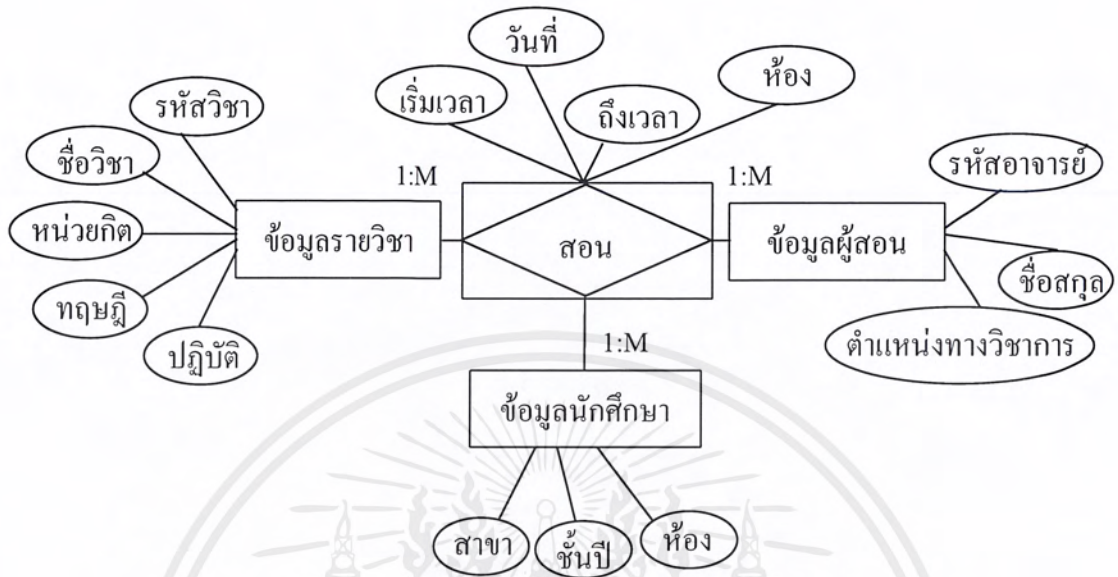 วันที่
ห้อง
เริ่มเวลา
ถึงเวลา
รหัสวิชา
รหัสอาจารย์
ชื่อวิชา
1:M
1:M
หน่วยกิต
ข้อมูลรายวิชา
สอน
ข้อมูลผู้สอน
ชื่อสกุล
ทฤษฎี
ปฏิบัติ
ตำแหน่งทางวิชาการ
1:M
ข้อมูลนักศึกษา
สาขา
ชั้นปี
ห้อง